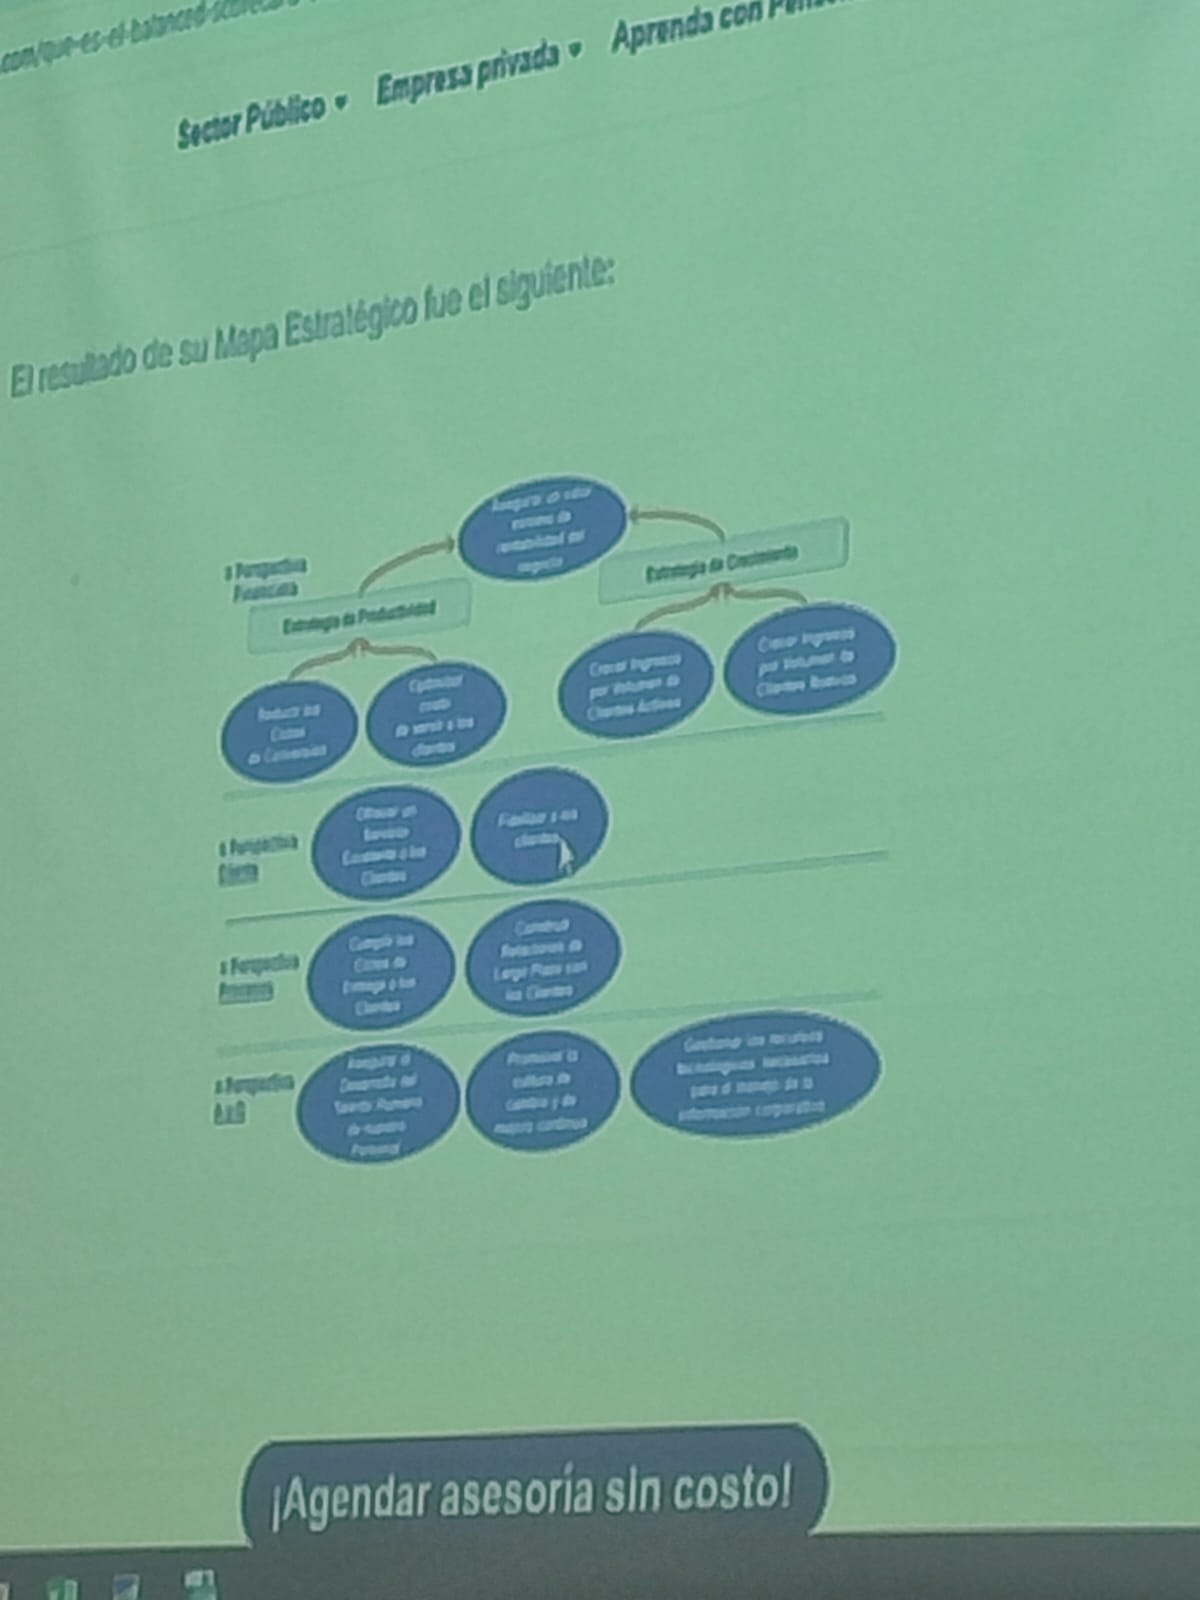 .com/que-es-el-balanced-scorecard
Sector Público Empresa privada Aprenda con
El resultado de su Mapa Estratégico fue el siguiente:
Asegurar un valor
mínimo de
rentabilidad del
negocio
Perspectiva
Financiera
Estrategia de Productividad
Estrategia de Crecimiento
Reducir los
Costos
de Conversión
Optimizar
costo
de servir a los
clientes
Crecer Ingresos
por Volumen de
Clientes Activos
Crecer Ingresos
por Volumen de
Clientes Nuevos
Perspectiva
Cliente
Ofrecer un
Servicio
Excelente a los
Clientes
Fidelizar a los
clientes
Perspectiva
Procesos
Cumplir los
Ciclos de
Entrega a los
Clientes
Construir
Relaciones de
Largo Plazo con
los Clientes
Perspectiva
A y C
Asegurar el
Desarrollo del
Talento Humano
de nuestro
Personal
Promover la
cultura de
cambio y de
mejora continua
Gestionar los recursos
tecnológicos necesarios
para el manejo de la
información corporativa
¡Agendar asesoría sin costo!